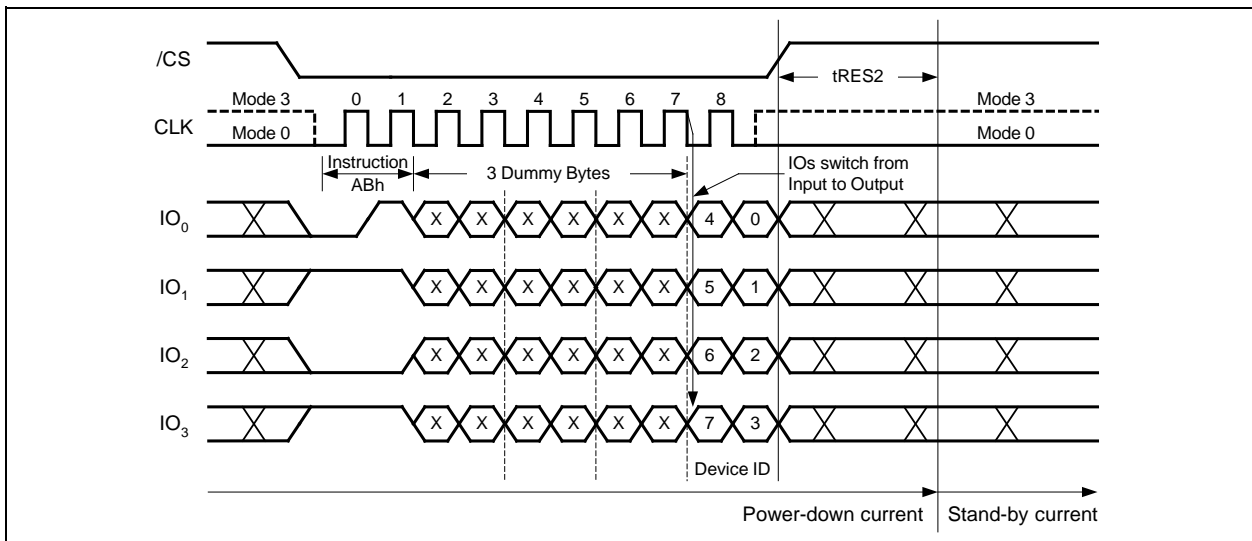 /CS
tRES2
Mode 3 0 1 2 3 4 5 6 7 8 Mode 3
CLK
Mode 0 Mode 0
Instruction
ABh
3 Dummy Bytes
IOs switch from
Input to Output
IO0 X X X X X X 4 0
IO1 X X X X X X 5 1
IO2 X X X X X X 6 2
IO3 X X X X X X 7 3
Device ID
Power-down current Stand-by current